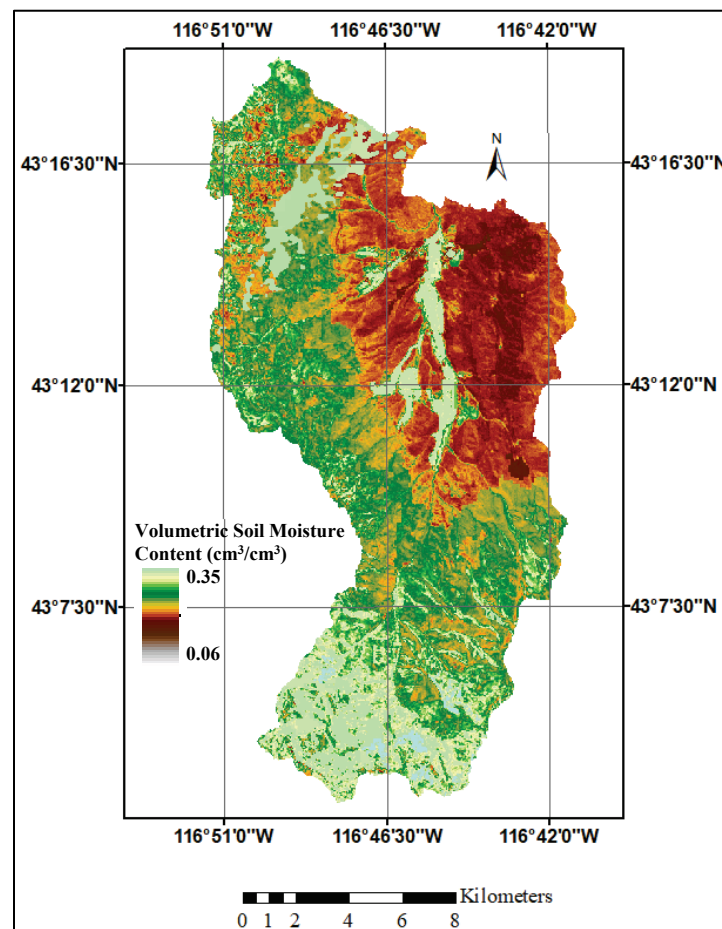 116°51'0"W 116°46'30"W 116°42'0"W
N
43°16'30"N 43°16'30"N
43°12'0"N 43°12'0"N
Volumetric Soil Moisture
Content (cm³/cm³)
0.35
43°7'30"N 43°7'30"N
0.06
116°51'0"W 116°46'30"W 116°42'0"W
Kilometers
0 1 2 4 6 8